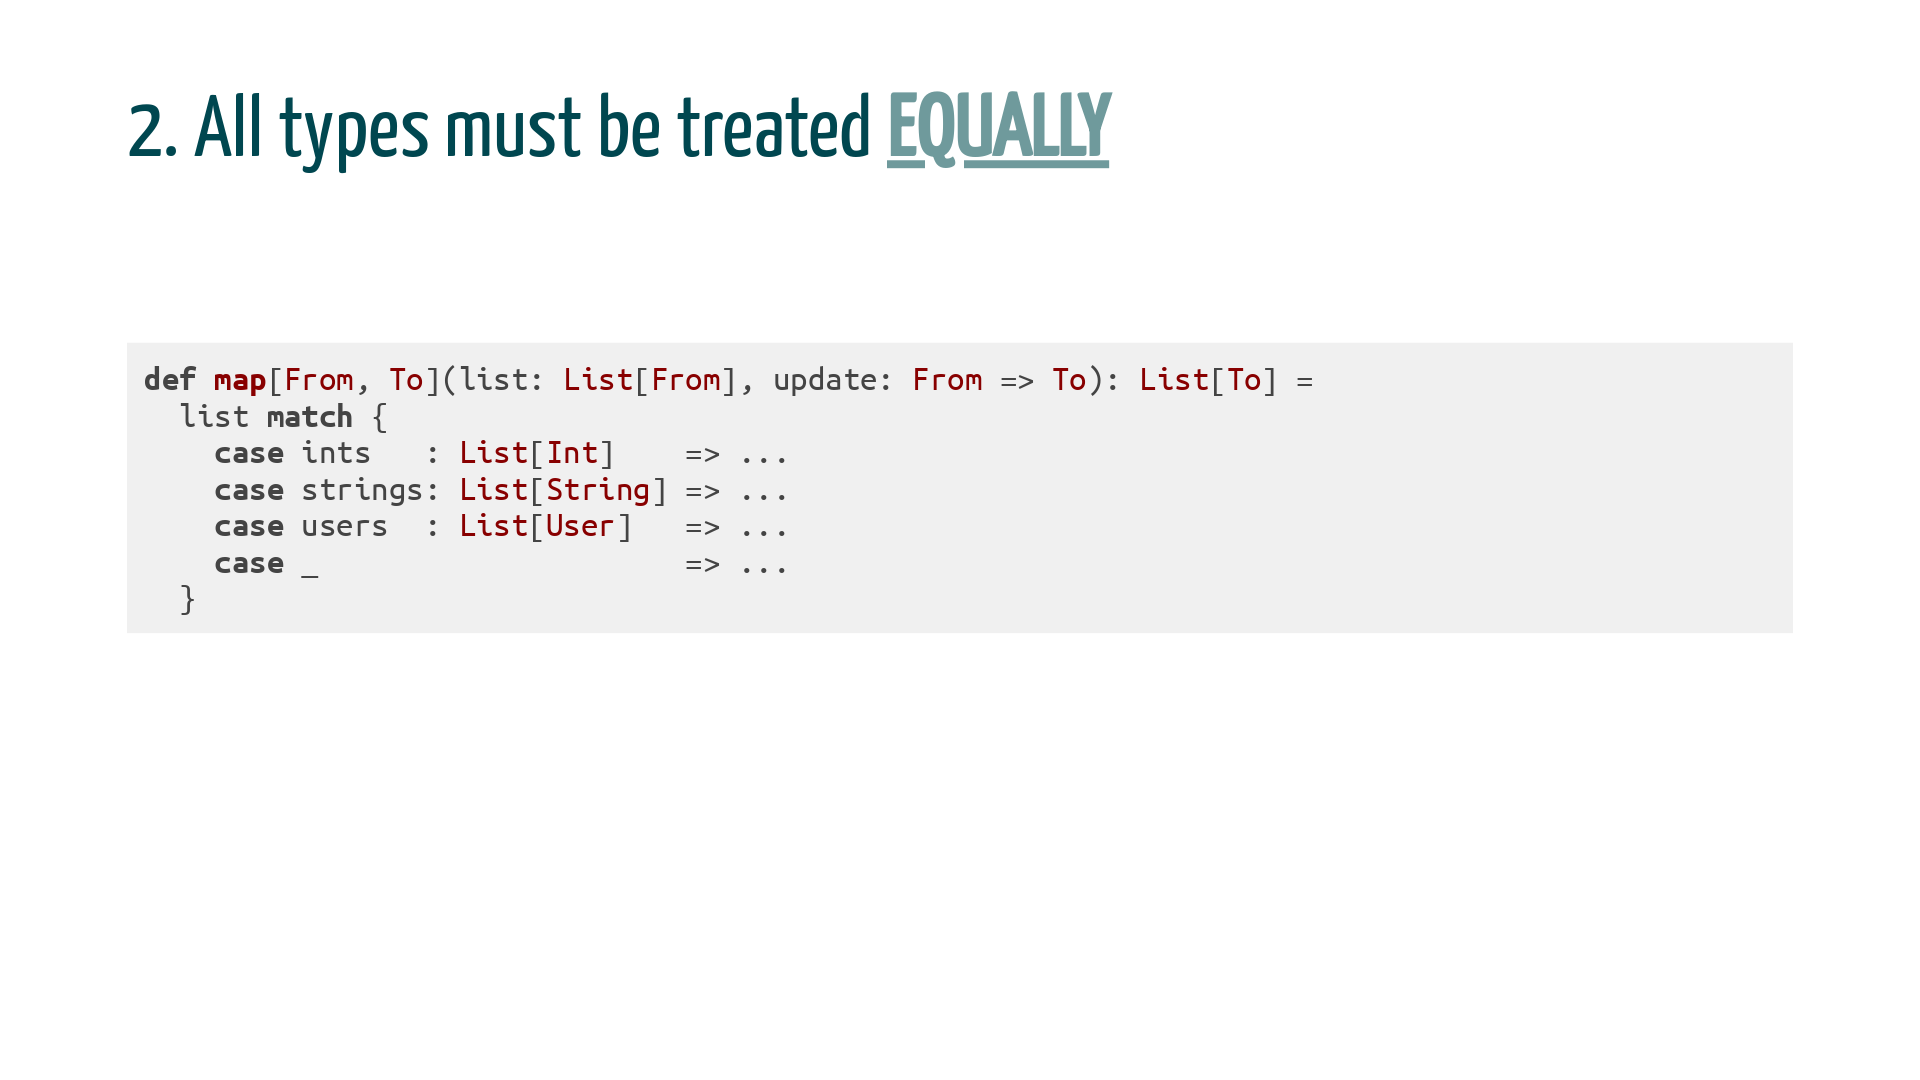 2. All types must be treated EQUALLY
def map[From, To](list: List[From], update: From => To): List[To] =
  list match {
    case ints   : List[Int]    => ...
    case strings: List[String] => ...
    case users  : List[User]   => ...
    case _                     => ...
  }